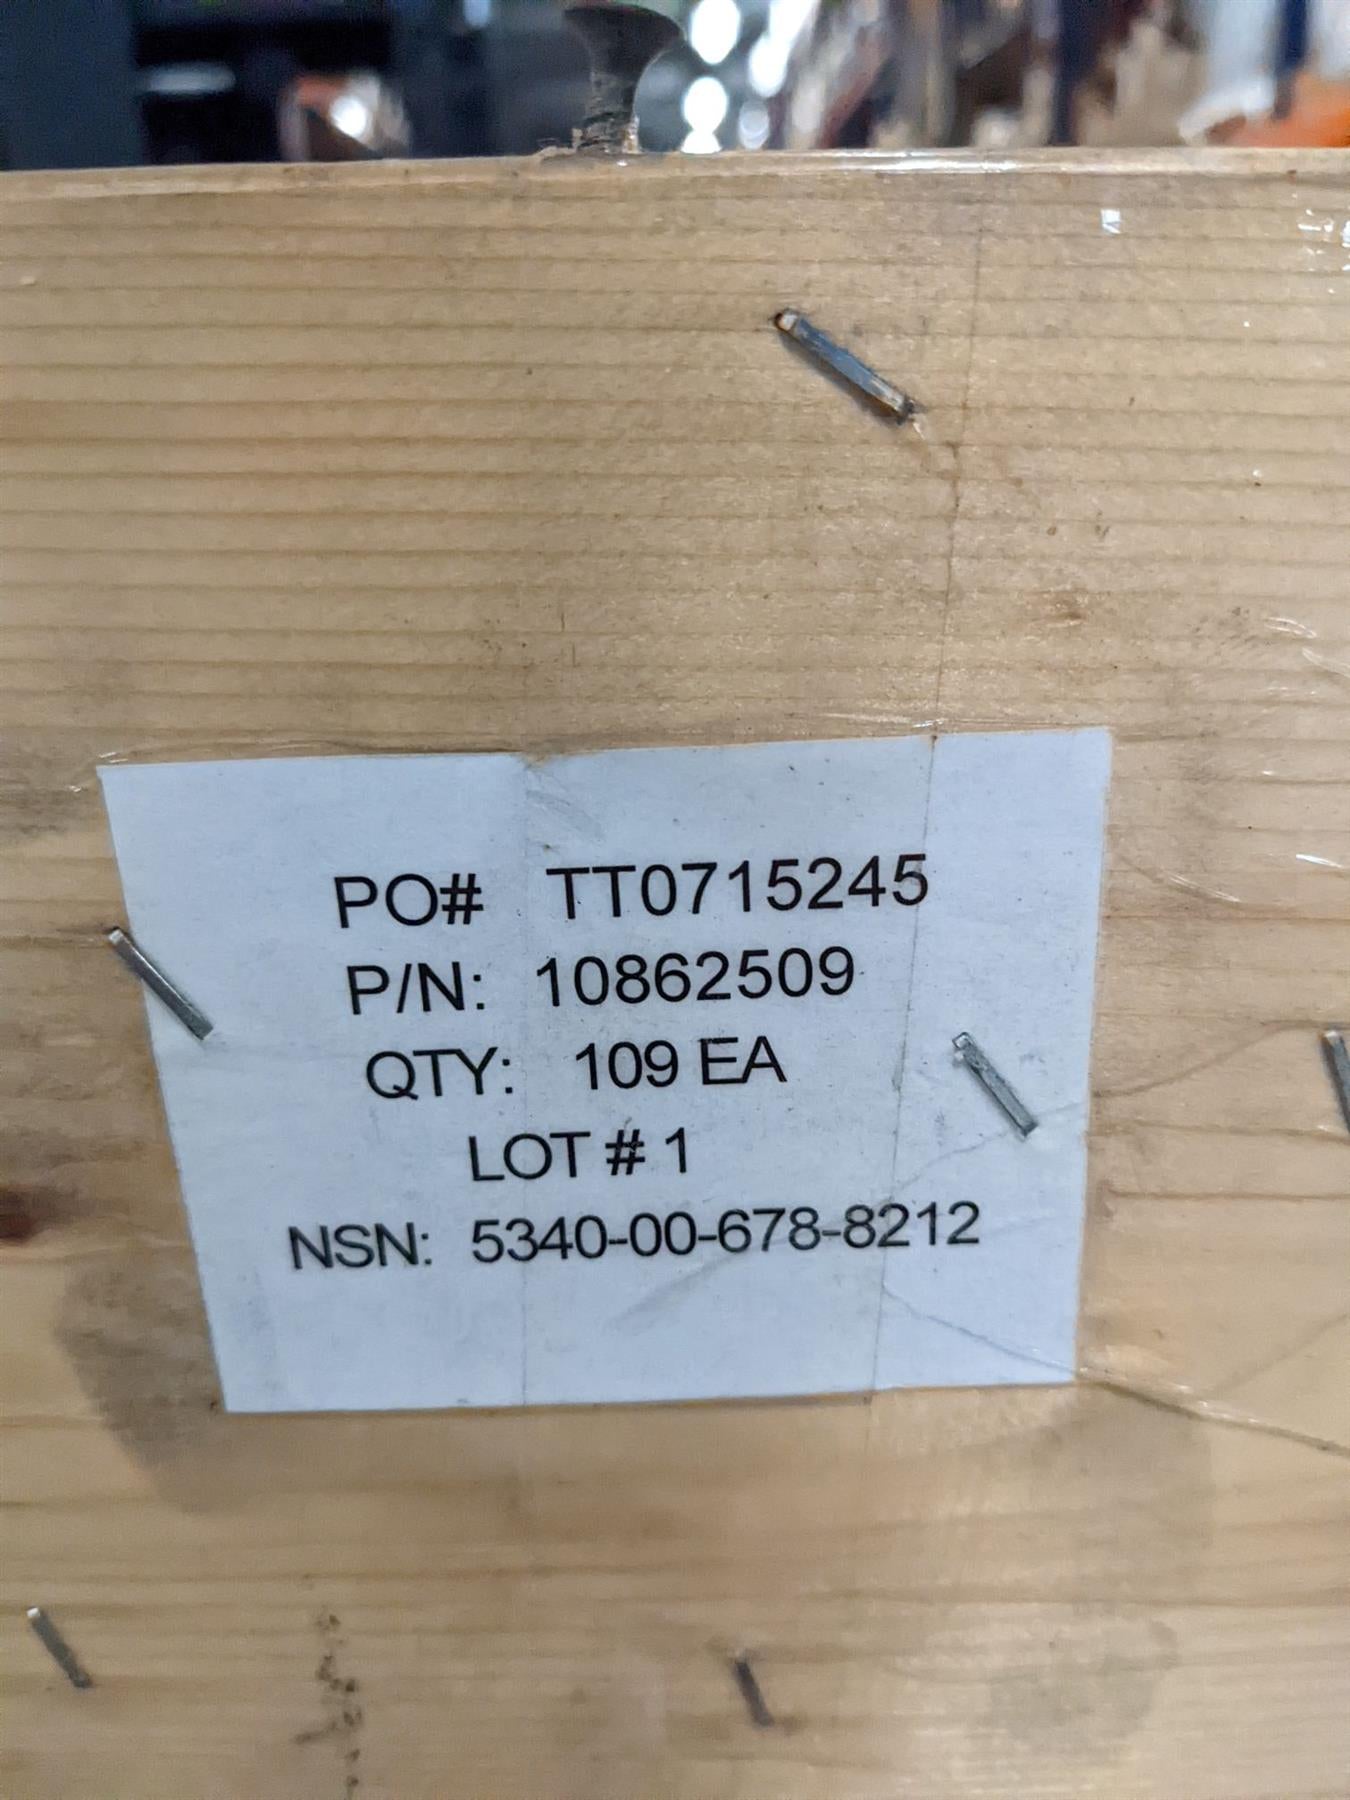 PO# TT0715245
P/N: 10862509
QTY: 109 EA
LOT # 1
NSN: 5340-00-678-8212